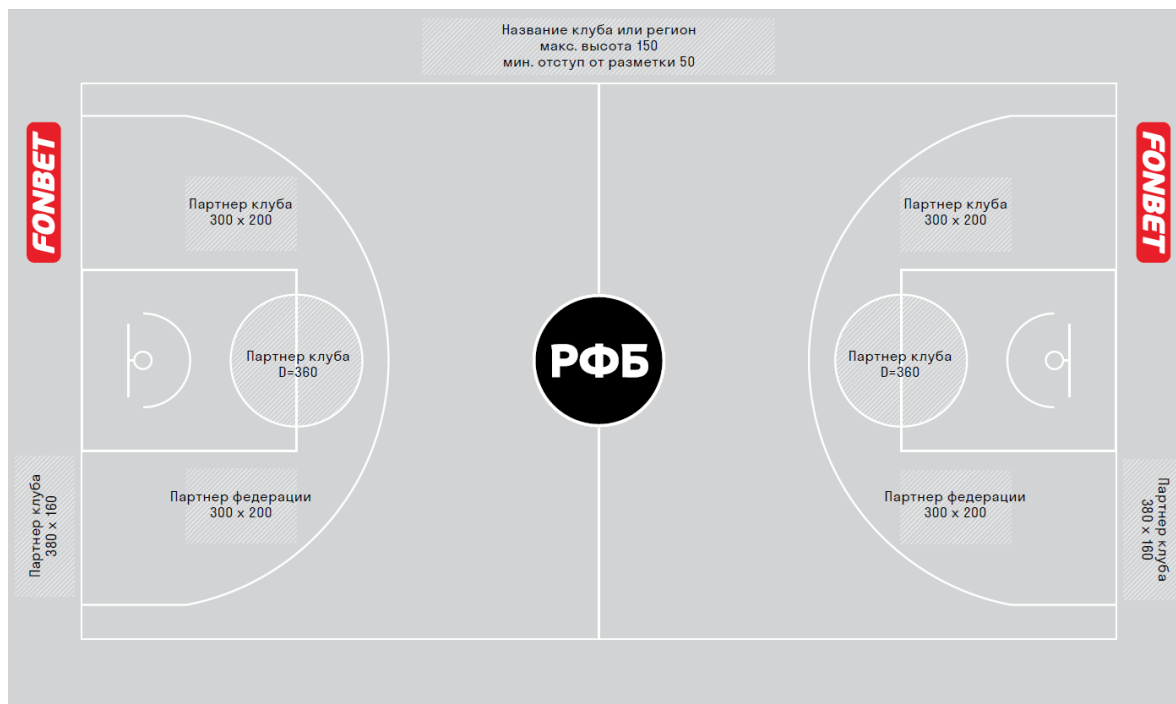 Название клуба или регион
макс. высота 150
мин. отступ от разметки 50
FONBET
FONBET
Партнер клуба
300 x 200
Партнер клуба
300 x 200
Партнер клуба
D=360
РФБ
Партнер клуба
D=360
Партнер клуба
380 x 160
Партнер федерации
300 x 200
Партнер федерации
300 x 200
Партнер клуба
380 x 160